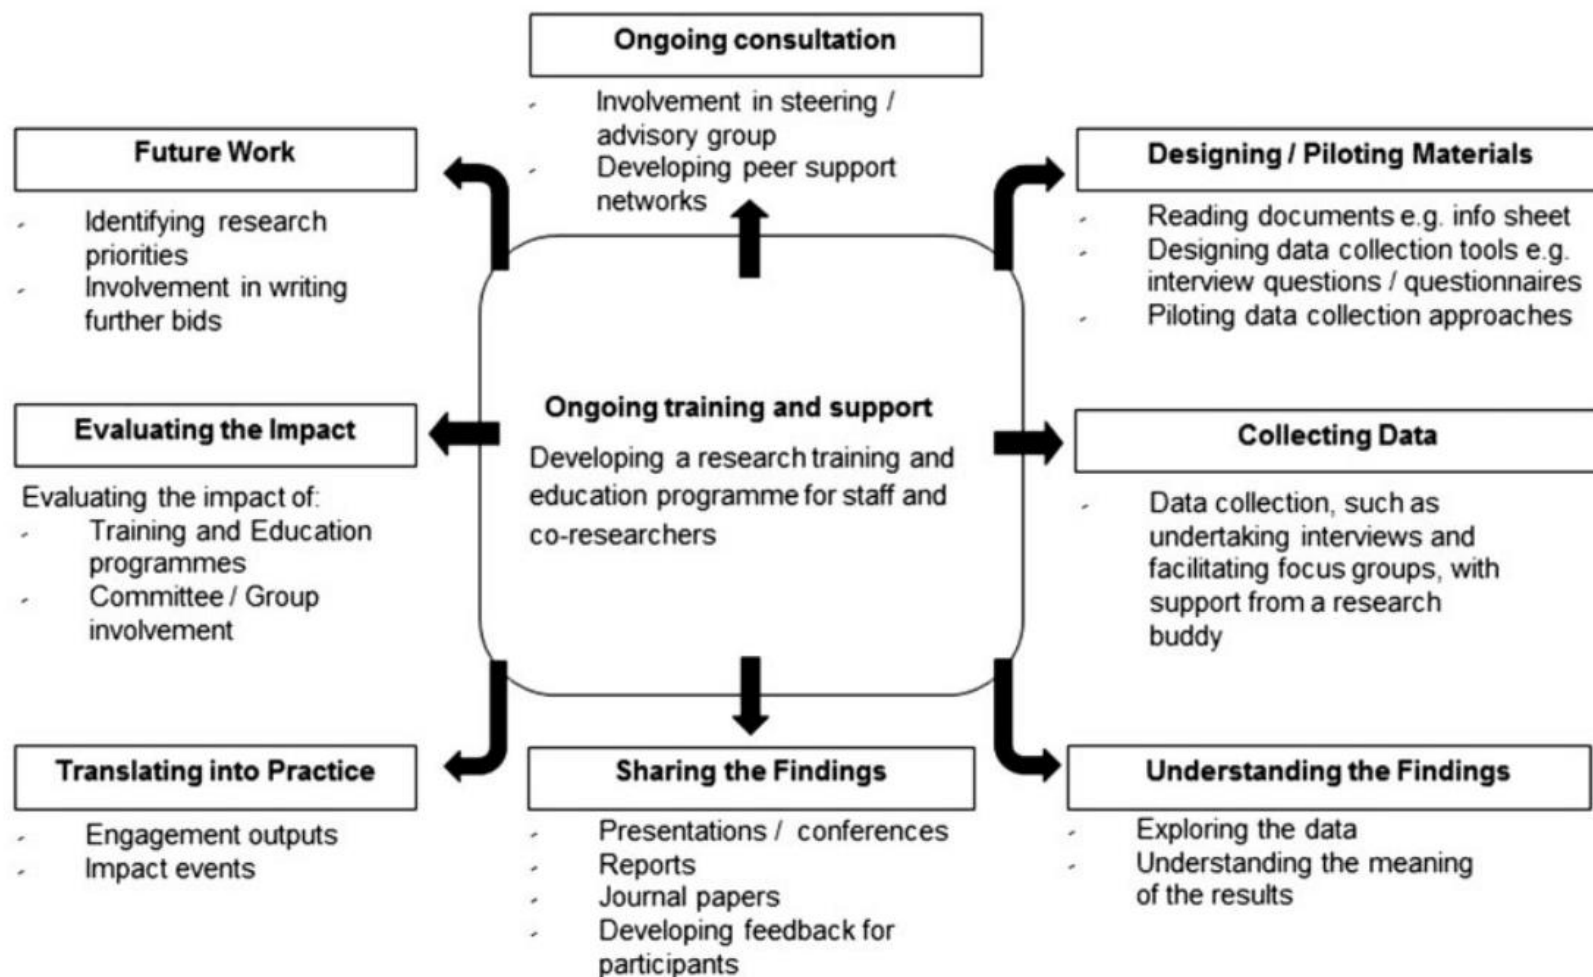 Ongoing consultation
- Involvement in steering /
advisory group
- Developing peer support
networks
Designing / Piloting Materials
- Reading documents e.g. info sheet
- Designing data collection tools e.g.
interview questions / questionnaires
- Piloting data collection approaches
Collecting Data
- Data collection, such as
undertaking interviews and
facilitating focus groups, with
support from a research
buddy
Understanding the Findings
- Exploring the data
- Understanding the meaning
of the results
Sharing the Findings
- Presentations / conferences
- Reports
- Journal papers
- Developing feedback for
participants
Translating into Practice
- Engagement outputs
- Impact events
Evaluating the Impact
Evaluating the impact of:
- Training and Education
programmes
- Committee / Group
involvement
Future Work
- Identifying research
priorities
- Involvement in writing
further bids
Ongoing training and support
Developing a research training and
education programme for staff and
co-researchers